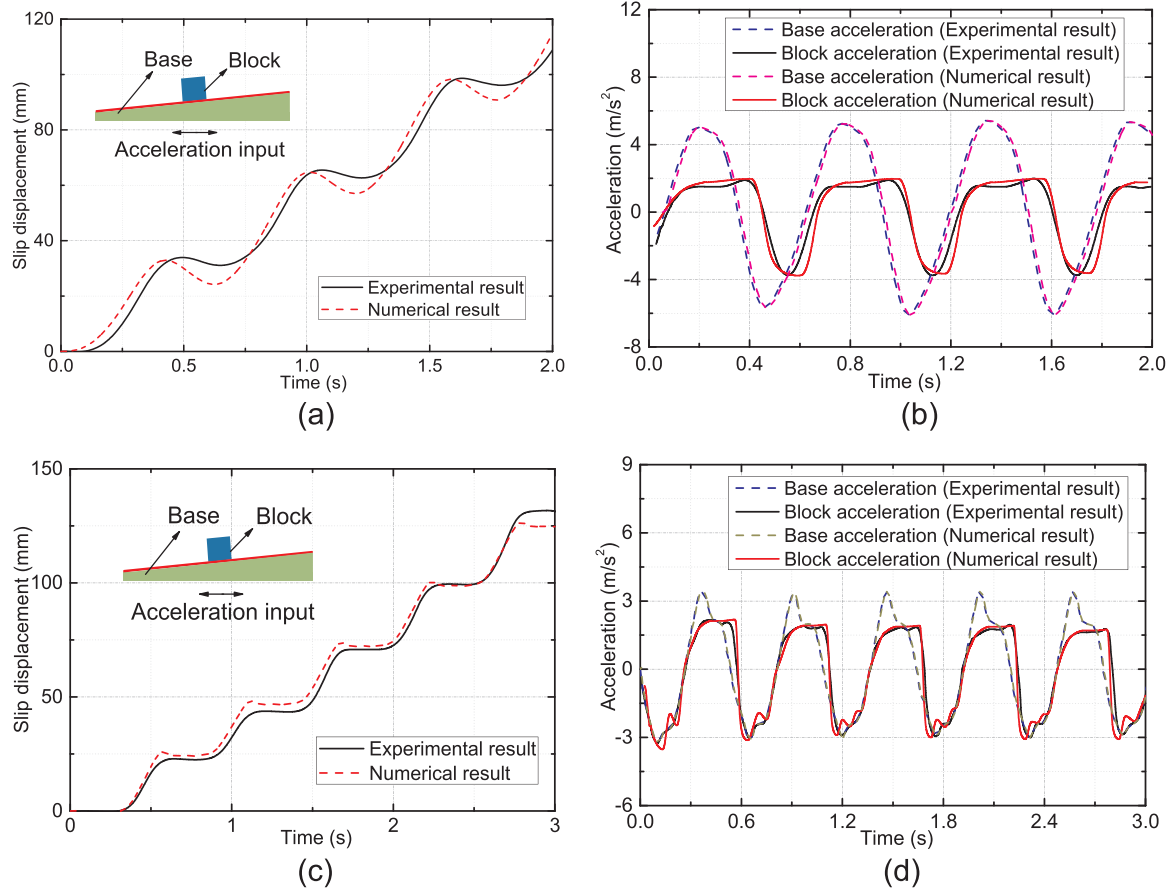 120
80
40
0
Slip displacement (mm)
Base
Block
Acceleration input
Experimental result
Numerical result
0.0
0.5
1.0
1.5
2.0
Time (s)
(a)
12
8
4
0
-4
-8
Acceleration (m/s²)
Base acceleration (Experimental result)
Block acceleration (Experimental result)
Base acceleration (Numerical result)
Block acceleration (Numerical result)
0.0
0.4
0.8
1.2
1.6
2.0
Time (s)
(b)
150
100
50
0
Slip displacement (mm)
Base
Block
Acceleration input
Experimental result
Numerical result
0
1
2
3
Time (s)
(c)
9
6
3
0
-3
-6
Acceleration (m/s²)
Base acceleration (Experimental result)
Block acceleration (Experimental result)
Base acceleration (Numerical result)
Block acceleration (Numerical result)
0.0
0.6
1.2
1.8
2.4
3.0
Time (s)
(d)